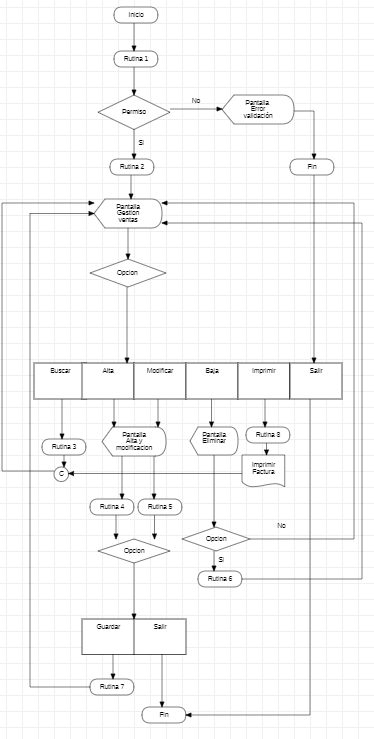 Inicio
Rutina 1
Permiso
No
Pantalla
Error
validación
Si
Rutina 2
Fin
Pantalla
Gestion
ventas
Opcion
Buscar
Alta
Modificar
Baja
Imprimir
Salir
Rutina 3
Pantalla
Alta y
modificacion
Pantalla
Eliminar
Rutina 8
Imprimir
Factura
C
Rutina 4
Rutina 5
No
Opcion
Opcion
Si
Rutina 6
Guardar
Salir
Rutina 7
Fin